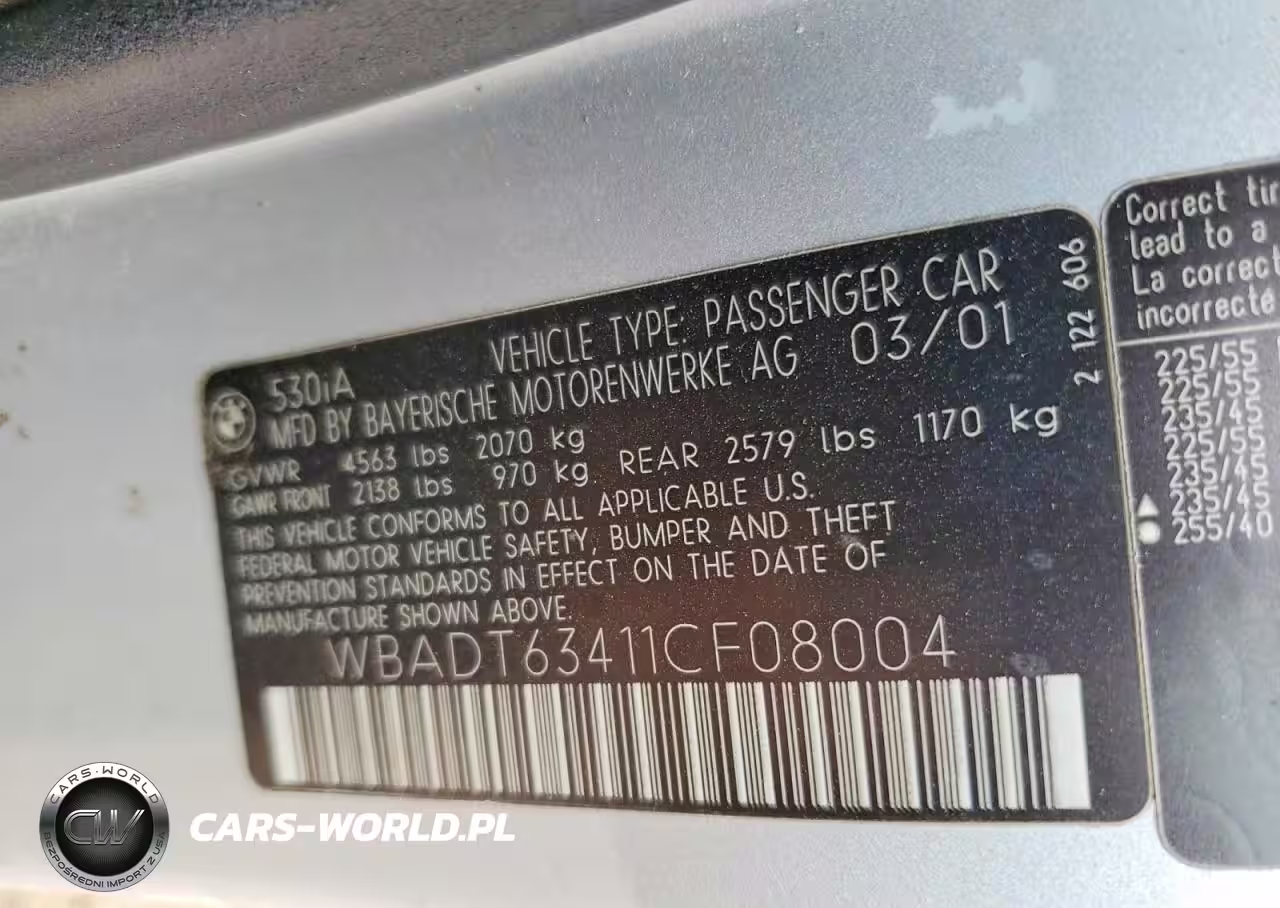 530iA VEHICLE TYPE: PASSENGER CAR
MFD BY BAYERISCHE MOTORENWERKE AG 03/01
GVWR 4563 lbs 2070 kg
GAWR FRONT 2138 lbs 970 kg REAR 2579 lbs 1170 kg
THIS VEHICLE CONFORMS TO ALL APPLICABLE U.S.
FEDERAL MOTOR VEHICLE SAFETY, BUMPER AND THEFT
PREVENTION STANDARDS IN EFFECT ON THE DATE OF
MANUFACTURE SHOWN ABOVE.
WBADT63411CF08004
2 122 606
Correct tir
lead to a
La correct
incorrecte
225/55
225/55
235/45
225/55
235/45
235/45
255/40
CARS-WORLD
CW
BEZPOŚREDNI IMPORT Z USA
CARS-WORLD.PL